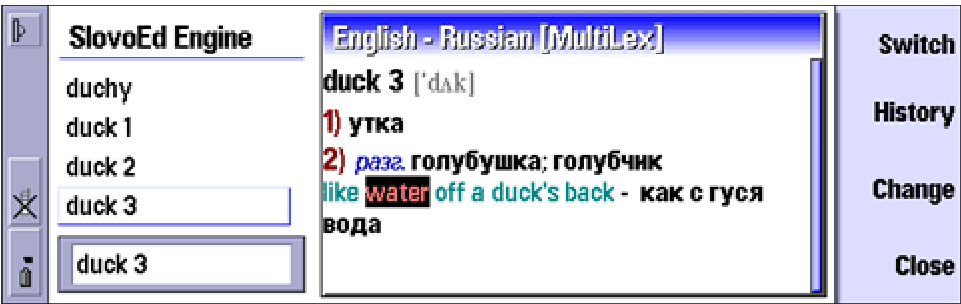 SlovoEd Engine
duchy
duck 1
duck 2
duck 3
duck 3
English - Russian [MultiLex]
duck 3 ['dʌk]
1) утка
2) разг. голубушка; голубчик
like water off a duck's back - как с гуся
вода
Switch
History
Change
Close